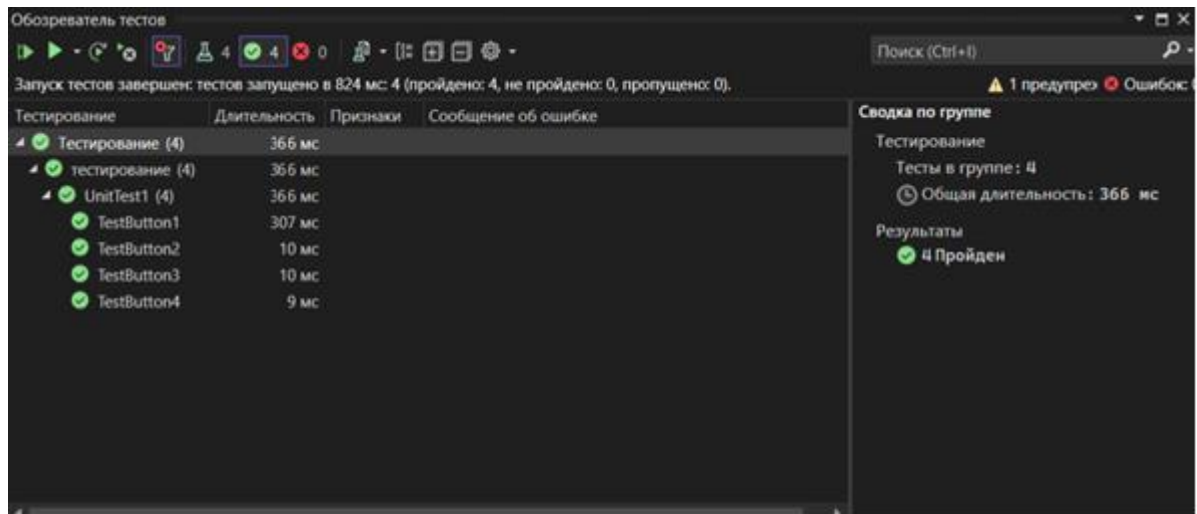 Обозреватель тестов
4 4 0 Поиск (Ctrl+I)
Запуск тестов завершен: тестов запущено в 824 мс: 4 (пройдено: 4, не пройдено: 0, пропущено: 0). 1 предупреж Ошибок:
Тестирование Длительность Признаки Сообщение об ошибке
Тестирование (4) 366 мс
тестирование (4) 366 мс
UnitTest1 (4) 366 мс
TestButton1 307 мс
TestButton2 10 мс
TestButton3 10 мс
TestButton4 9 мс
Сводка по группе
Тестирование
Тесты в группе: 4
Общая длительность: 366 мс
Результаты
4 Пройден